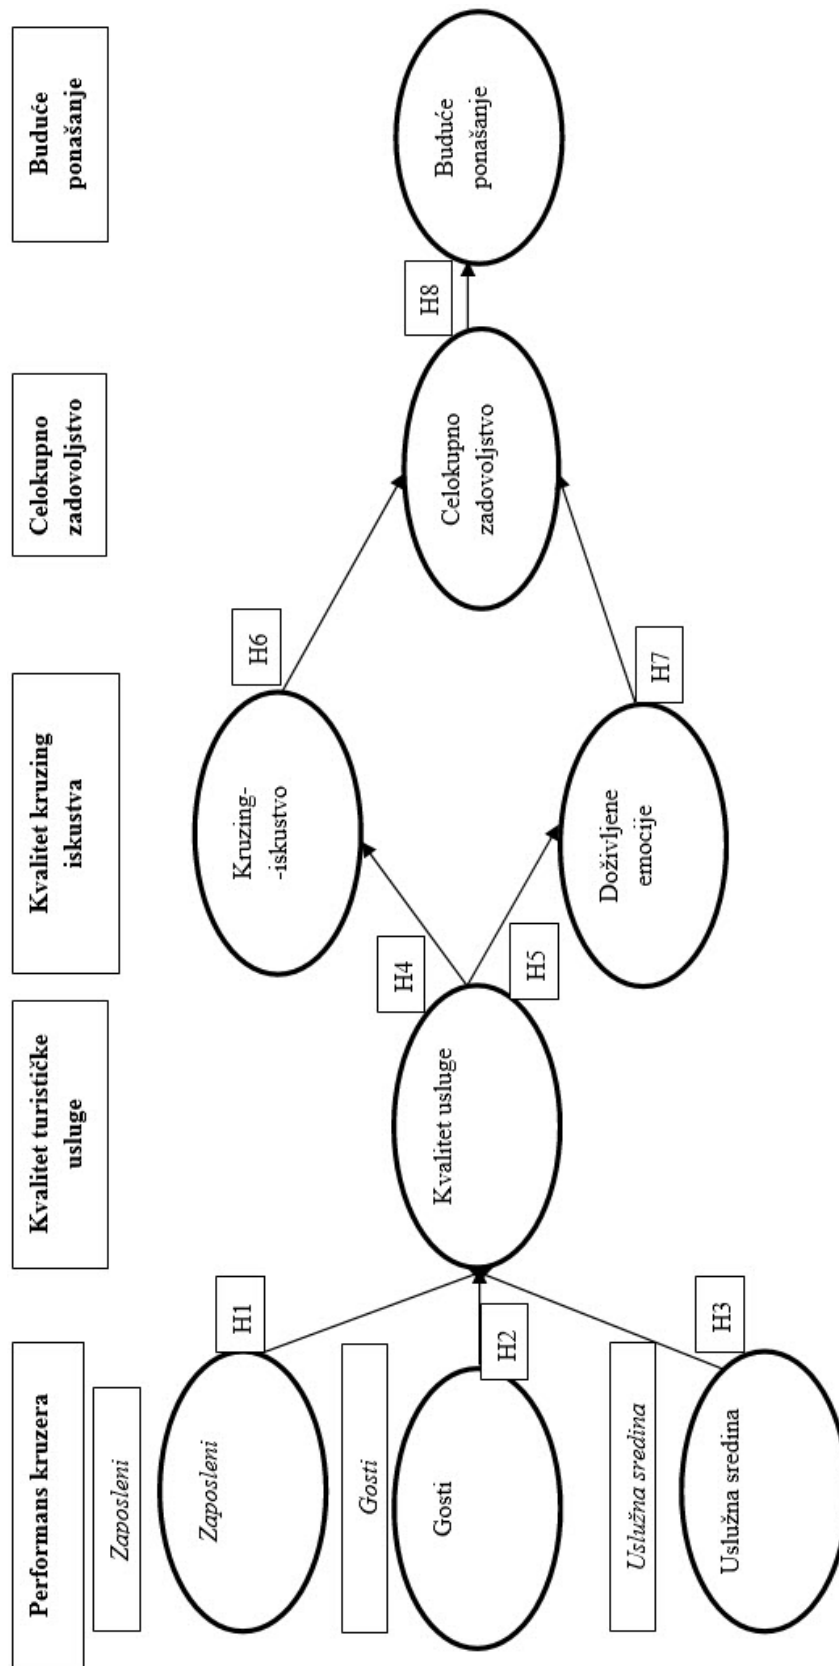 Performans kruzera
Kvalitet turističke
usluge
Kvalitet kruzing
iskustva
Celokupno
zadovoljstvo
Buduće
ponašanje
Zaposleni
Zaposleni
H1
Gosti
Gosti
H2
Uslužna sredina
Uslužna sredina
H3
Kvalitet usluge
H4
H5
Kruzing-
-iskustvo
H6
Doživljene
emocije
H7
Celokupno
zadovoljstvo
H8
Buduće
ponašanje